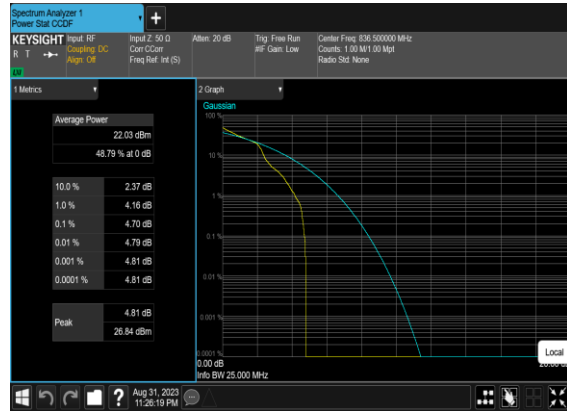 Spectrum Analyzer 1
Power Stat CCDF
+
KEYSIGHT
R T
LXI
Input: RF
Coupling: DC
Align: Off
Input Z: 50 Ω
Corr CCorr
Freq Ref: Int (S)
Atten: 20 dB
Trig: Free Run
#IF Gain: Low
Center Freq: 836.500000 MHz
Counts: 1.00 M/1.00 Mpt
Radio Std: None
1 Metrics
Average Power
22.03 dBm
48.79 % at 0 dB
10.0 % 2.37 dB
1.0 % 4.16 dB
0.1 % 4.70 dB
0.01 % 4.79 dB
0.001 % 4.81 dB
0.0001 % 4.81 dB
Peak
4.81 dB
26.84 dBm
2 Graph
Gaussian
100 %
10 %
1 %
0.1 %
0.01 %
0.001 %
0.0001 %
0.00 dB
Info BW 25.000 MHz
Local
?
Aug 31, 2023
11:26:19 PM